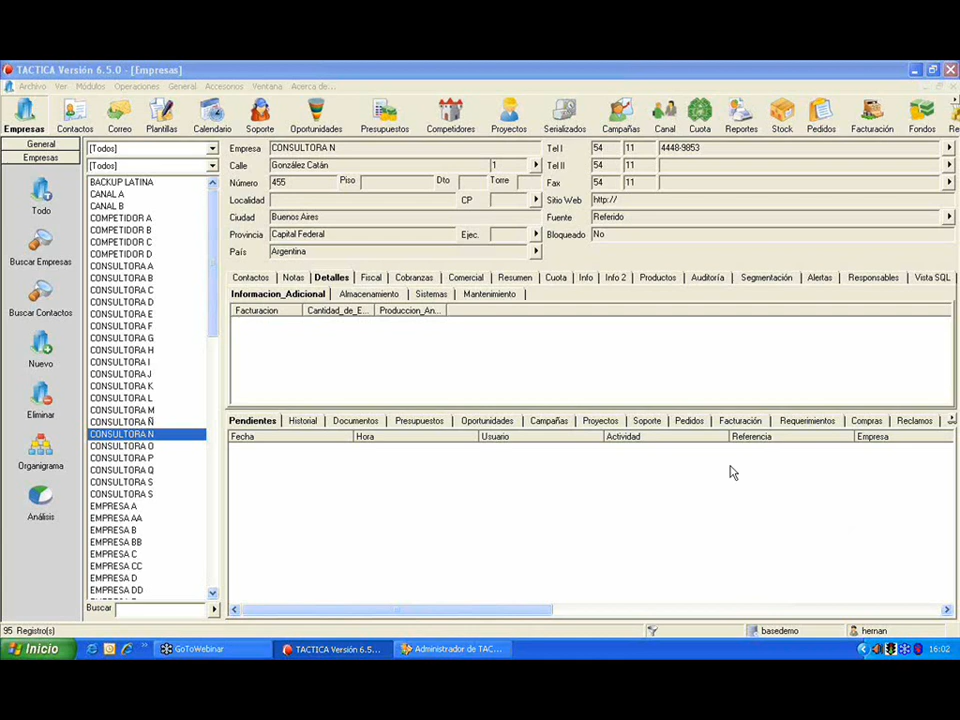 TACTICA Versión 6.5.0 - [Empresas]
Archivo Ver Módulos Operaciones General Accesorios Ventana Acerca de...
Empresas Contactos Correo Plantillas Calendario Soporte Oportunidades Presupuestos Competidores Proyectos Serializados Campañas Canal Cuota Reportes Stock Pedidos Facturación Fondos Re
General
Empresas
Todo
Buscar Empresas
Buscar Contactos
Nuevo
Eliminar
Organigrama
Análisis
[Todos]
[Todos]
BACKUP LATINA
CANAL A
CANAL B
COMPETIDOR A
COMPETIDOR B
COMPETIDOR C
COMPETIDOR D
CONSULTORA A
CONSULTORA B
CONSULTORA C
CONSULTORA D
CONSULTORA E
CONSULTORA F
CONSULTORA G
CONSULTORA H
CONSULTORA I
CONSULTORA J
CONSULTORA K
CONSULTORA L
CONSULTORA M
CONSULTORA Ñ
CONSULTORA N
CONSULTORA O
CONSULTORA P
CONSULTORA Q
CONSULTORA S
CONSULTORA S
EMPRESA A
EMPRESA AA
EMPRESA B
EMPRESA BB
EMPRESA C
EMPRESA CC
EMPRESA D
EMPRESA DD
Buscar
Empresa CONSULTORA N
Calle González Catán 1
Número 455 Piso Dto Torre
Localidad CP
Ciudad Buenos Aires
Provincia Capital Federal Ejec.
País Argentina
Tel I 54 11 4448-9853
Tel II 54 11
Fax 54 11
Sitio Web http://
Fuente Referido
Bloqueado No
Contactos Notas Detalles Fiscal Cobranzas Comercial Resumen Cuota Info Info 2 Productos Auditoría Segmentación Alertas Responsables Vista SQL
Informacion_Adicional Almacenamiento Sistemas Mantenimiento
Facturacion Cantidad_de_E... Produccion_An...
Pendientes Historial Documentos Presupuestos Oportunidades Campañas Proyectos Soporte Pedidos Facturación Requerimientos Compras Reclamos
Fecha Hora Usuario Actividad Referencia Empresa
95 Registro(s) basedemo hernan
Inicio GoToWebinar TACTICA Versión 6.5... Administrador de TAC... 16:02